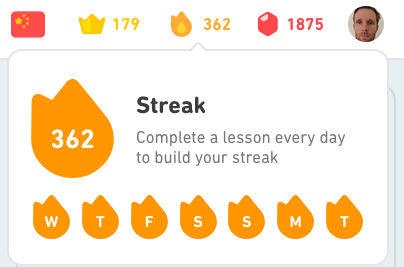 179 362 1875
Streak
362
Complete a lesson every day
to build your streak
W T F S S M T